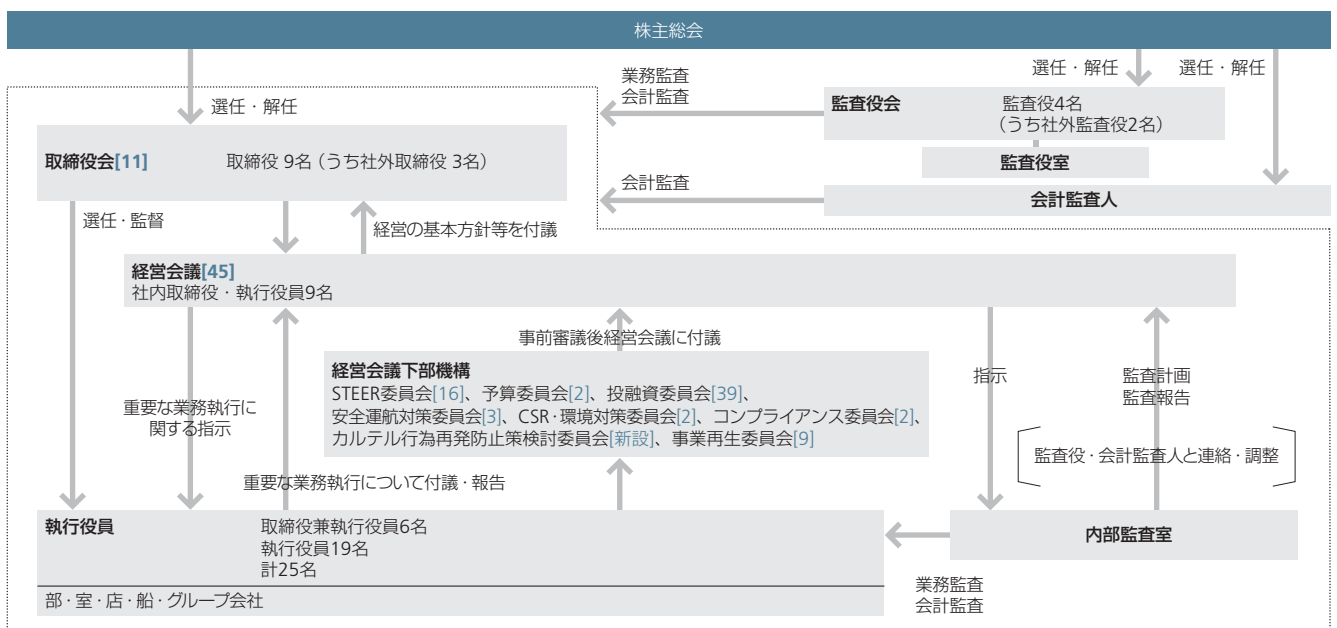 株主総会
選任・解任
選任・解任
選任・解任
業務監査
会計監査
監査役会 監査役4名
（うち社外監査役2名）
監査役室
取締役会[11] 取締役 9名（うち社外取締役 3名）
会計監査
会計監査人
選任・監督
経営の基本方針等を付議
経営会議[45]
社内取締役・執行役員9名
事前審議後経営会議に付議
経営会議下部機構
STEER委員会[16]、予算委員会[2]、投融資委員会[39]、
安全運航対策委員会[3]、CSR・環境対策委員会[2]、コンプライアンス委員会[2]、
カルテル行為再発防止策検討委員会[新設]、事業再生委員会[9]
指示
監査計画
監査報告
重要な業務執行に
関する指示
監査役・会計監査人と連絡・調整
重要な業務執行について付議・報告
執行役員 取締役兼執行役員6名
執行役員19名
計25名
内部監査室
業務監査
会計監査
部・室・店・船・グループ会社